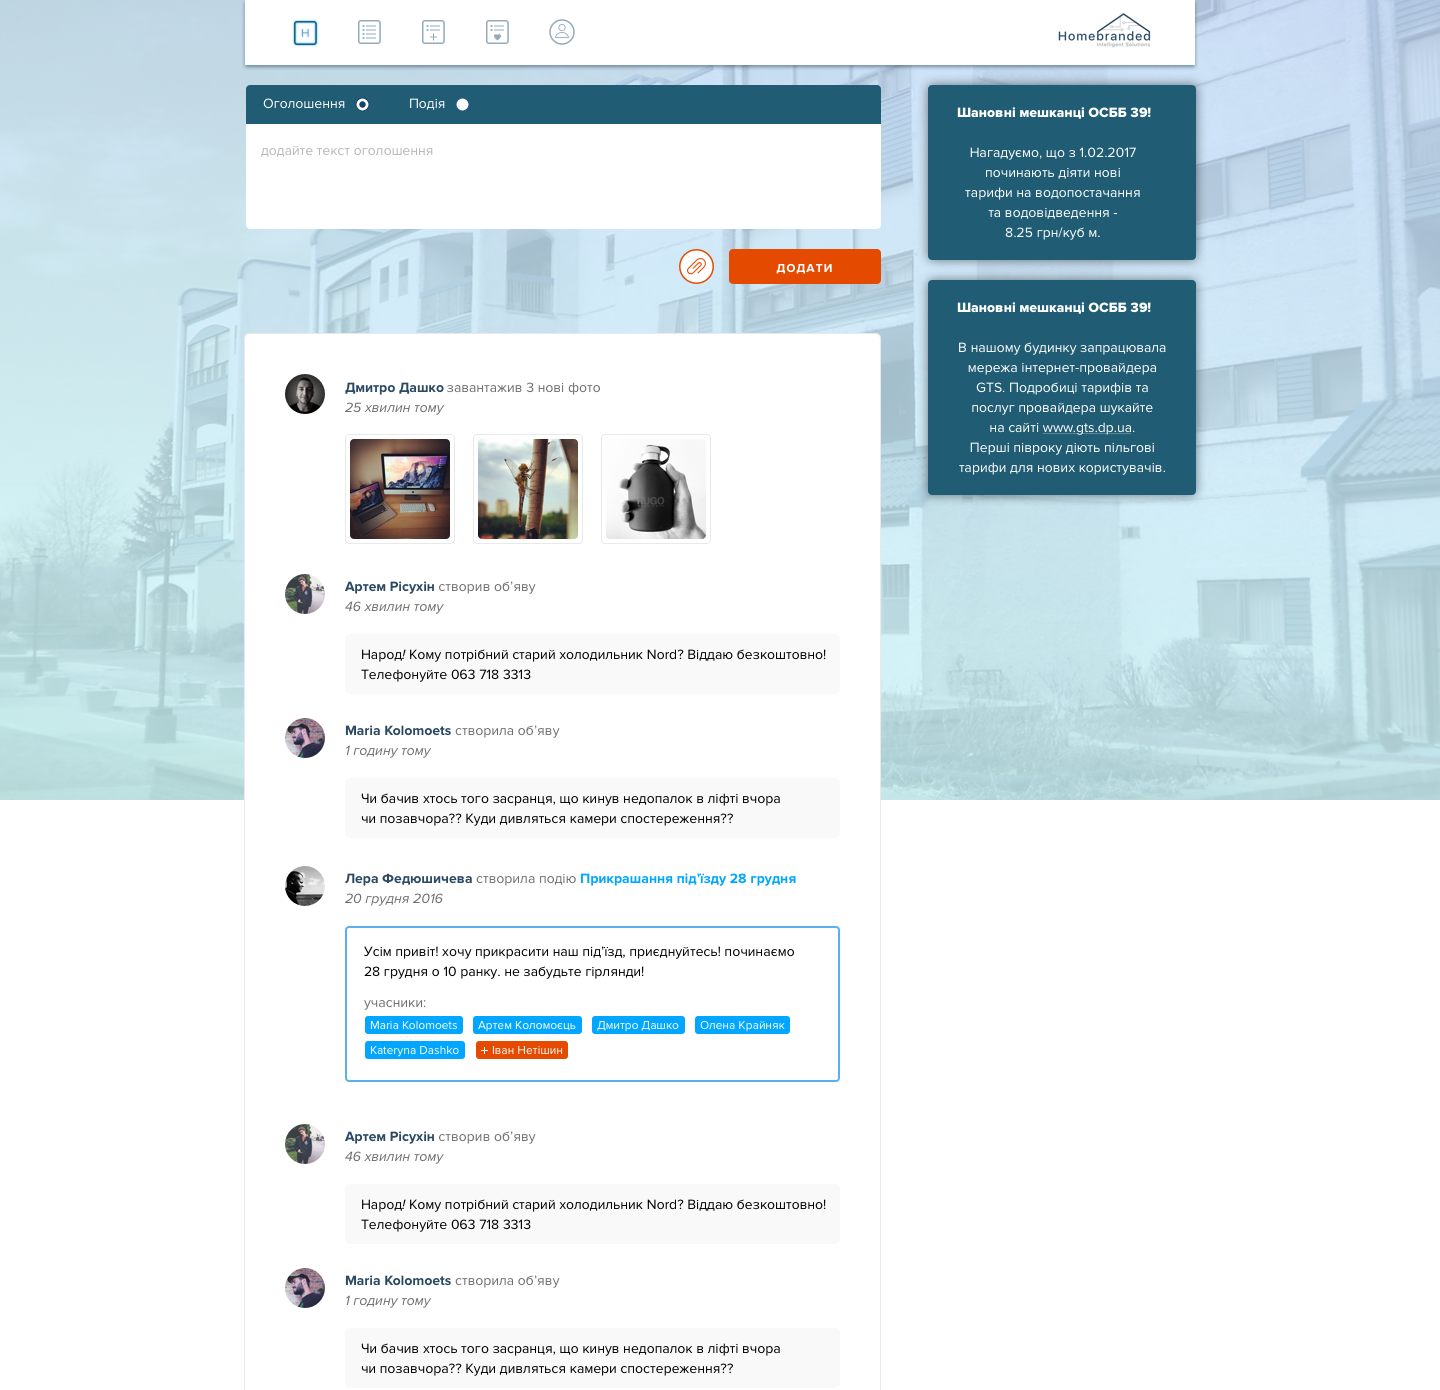 H
Homebranded
Intelligent Solutions
Оголошення
Подія
додайте текст оголошення
ДОДАТИ
Шановні мешканці ОСББ 39!
Нагадуємо, що з 1.02.2017
починають діяти нові
тарифи на водопостачання
та водовідведення -
8.25 грн/куб м.
Шановні мешканці ОСББ 39!
В нашому будинку запрацювала
мережа інтернет-провайдера
GTS. Подробиці тарифів та
послуг провайдера шукайте
на сайті www.gts.dp.ua.
Перші півроку діють пільгові
тарифи для нових користувачів.
Дмитро Дашко завантажив 3 нові фото
25 хвилин тому
HUGO
Артем Рісухін створив об’яву
46 хвилин тому
Народ! Кому потрібний старий холодильник Nord? Віддаю безкоштовно!
Телефонуйте 063 718 3313
Maria Kolomoets створила об’яву
1 годину тому
Чи бачив хтось того засранця, що кинув недопалок в ліфті вчора
чи позавчора?? Куди дивляться камери спостереження??
Лера Федюшичева створила подію Прикрашання під’їзду 28 грудня
20 грудня 2016
Усім привіт! хочу прикрасити наш під’їзд, приєднуйтесь! починаємо
28 грудня о 10 ранку. не забудьте гірлянди!
учасники:
Maria Kolomoets Артем Коломоєць Дмитро Дашко Олена Крайняк
Kateryna Dashko + Іван Нетішин
Артем Рісухін створив об’яву
46 хвилин тому
Народ! Кому потрібний старий холодильник Nord? Віддаю безкоштовно!
Телефонуйте 063 718 3313
Maria Kolomoets створила об’яву
1 годину тому
Чи бачив хтось того засранця, що кинув недопалок в ліфті вчора
чи позавчора?? Куди дивляться камери спостереження??